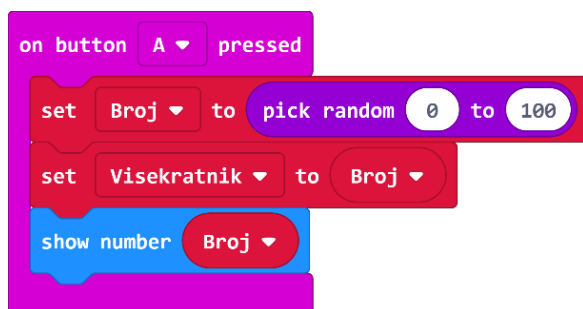 on button A pressed
set Broj to pick random 0 to 100
set Visekratnik to Broj
show number Broj